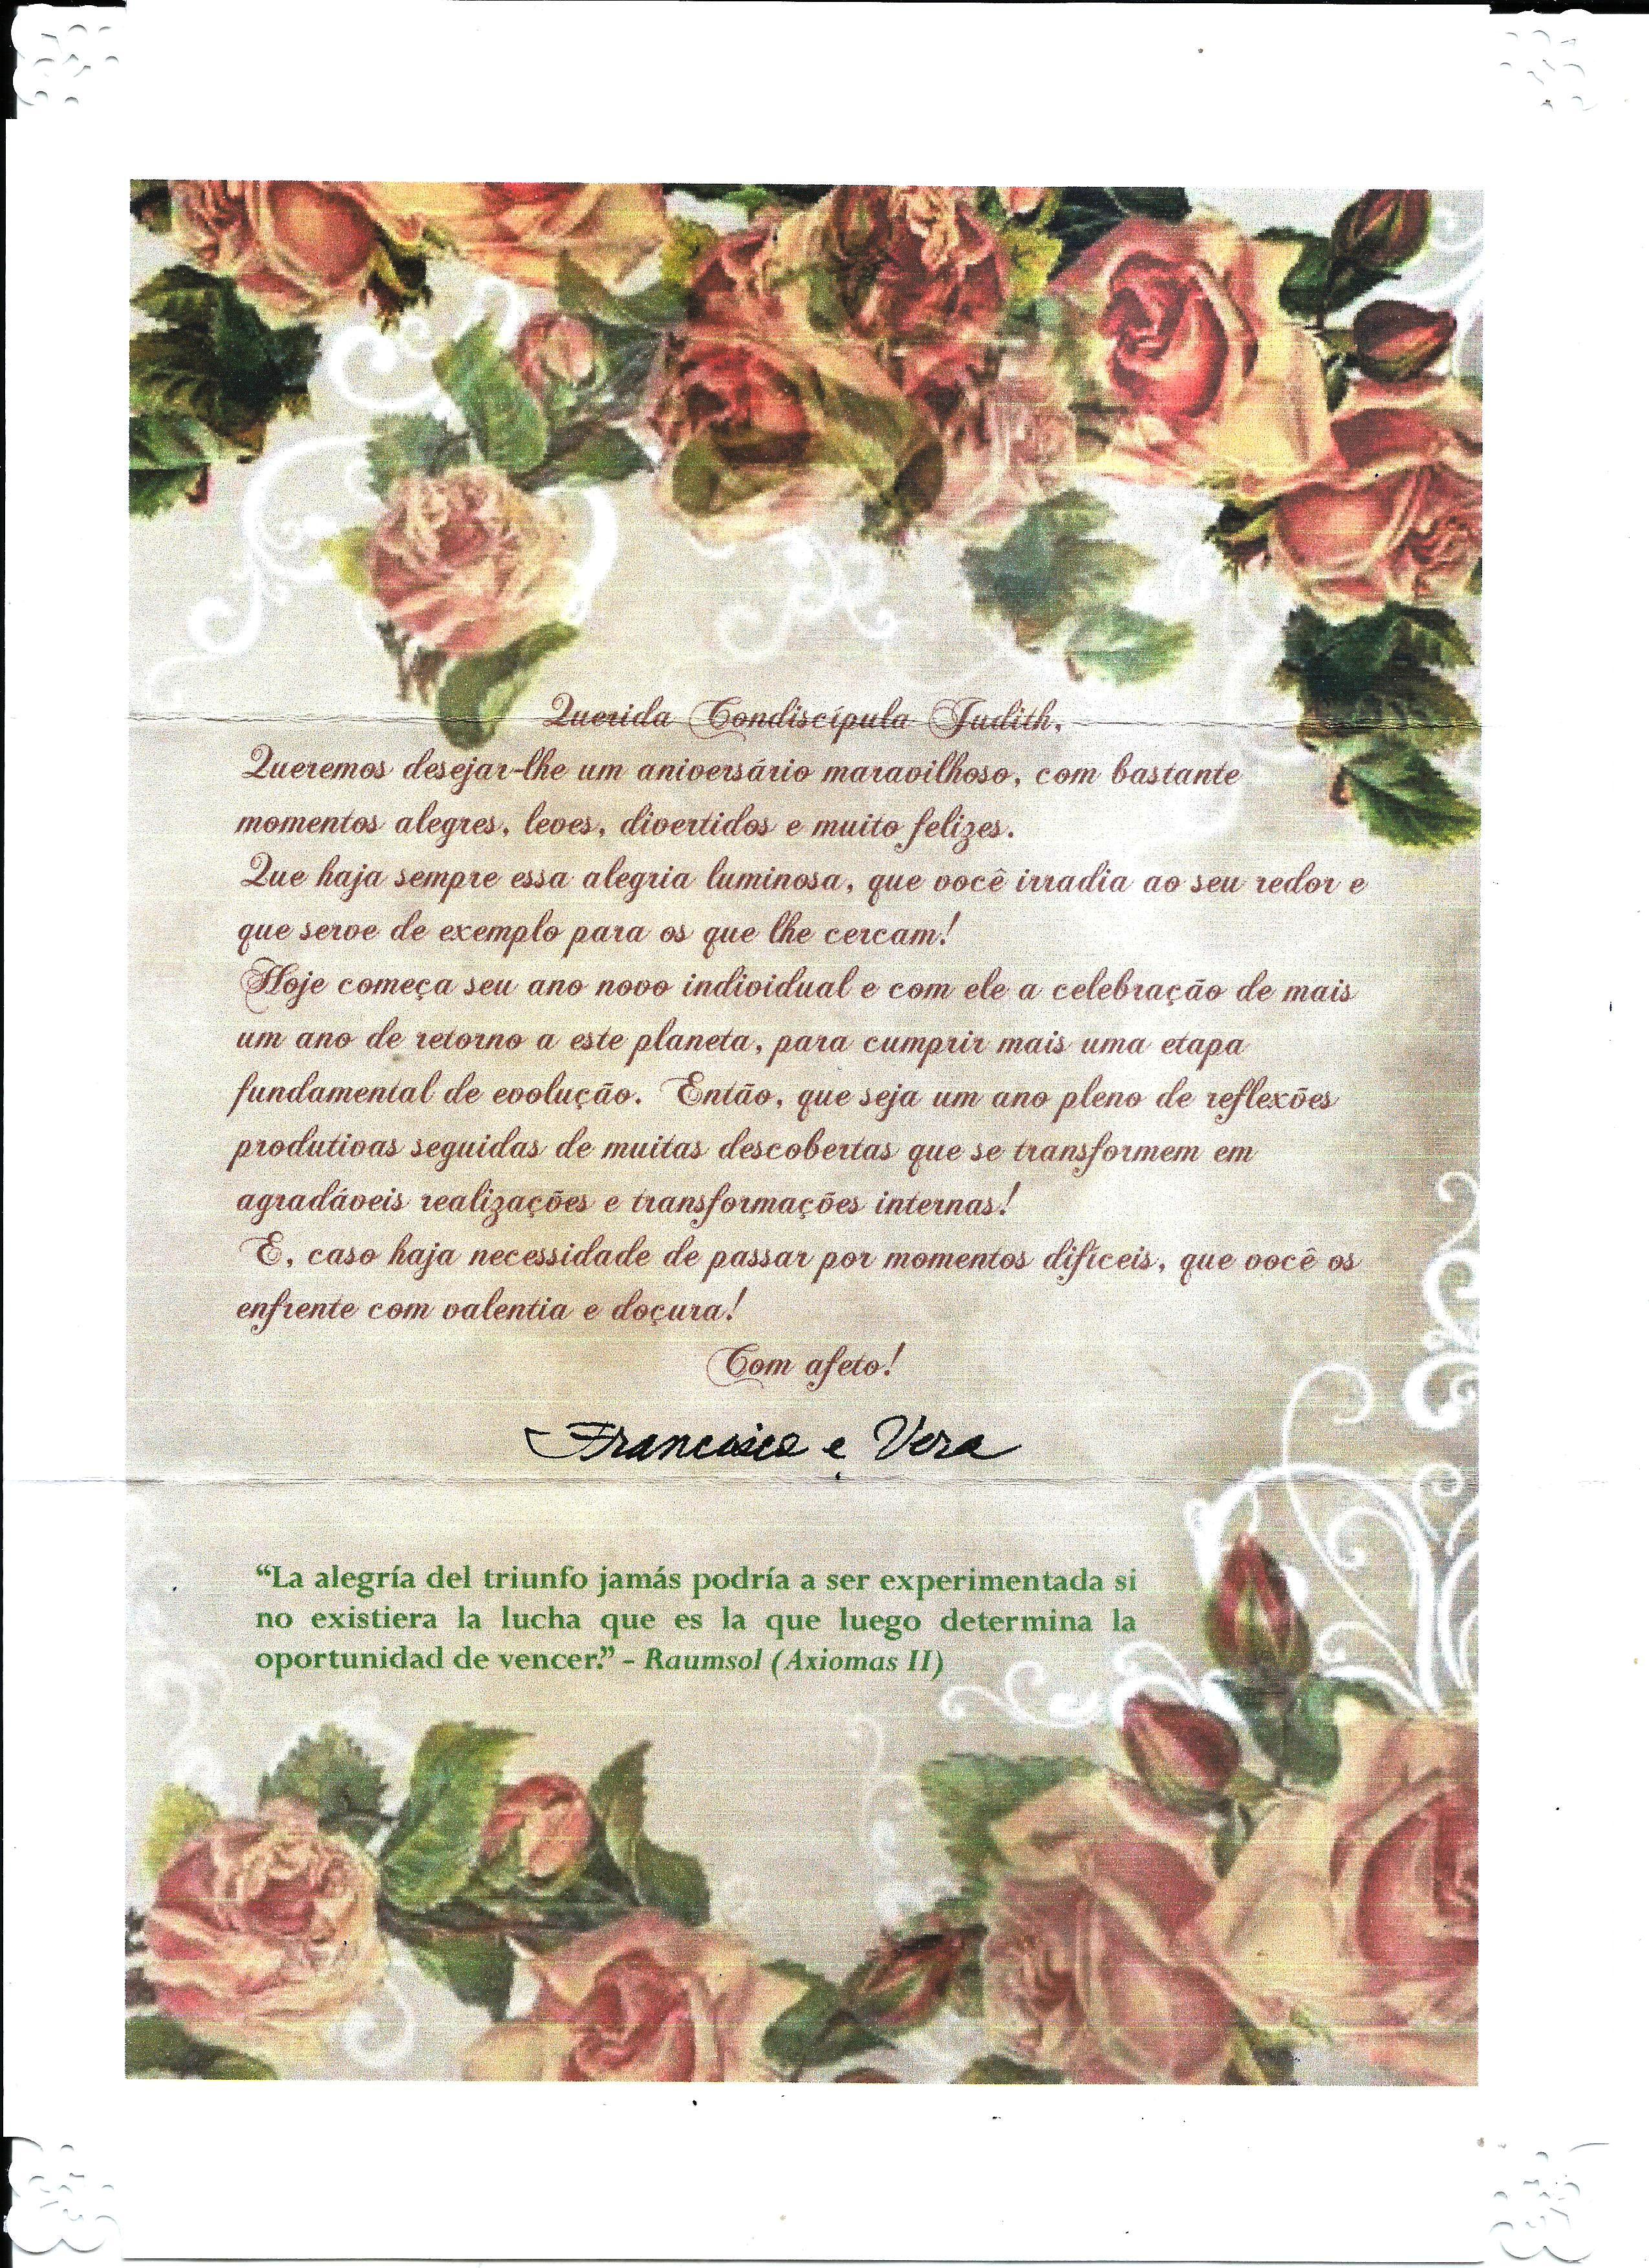 Querida Condiscípula Judith,
Queremos desejar-lhe um aniversário maravilhoso, com bastante
momentos alegres, leves, divertidos e muito felizes.
Que haja sempre essa alegria luminosa, que você irradia ao seu redor e
que serve de exemplo para os que lhe cercam!
Hoje começa seu ano novo individual e com ele a celebração de mais
um ano de retorno a este planeta, para cumprir mais uma etapa
fundamental de evolução. Então, que seja um ano pleno de reflexões
produtivas seguidas de muitas descobertas que se transformem em
agradáveis realizações e transformações internas!
E, caso haja necessidade de passar por momentos difíceis, que você os
enfrente com valentia e doçura!
Com afeto!
Francisco e Vera
“La alegría del triunfo jamás podría a ser experimentada si
no existiera la lucha que es la que luego determina la
oportunidad de vencer.” – Raumsol (Axiomas II)